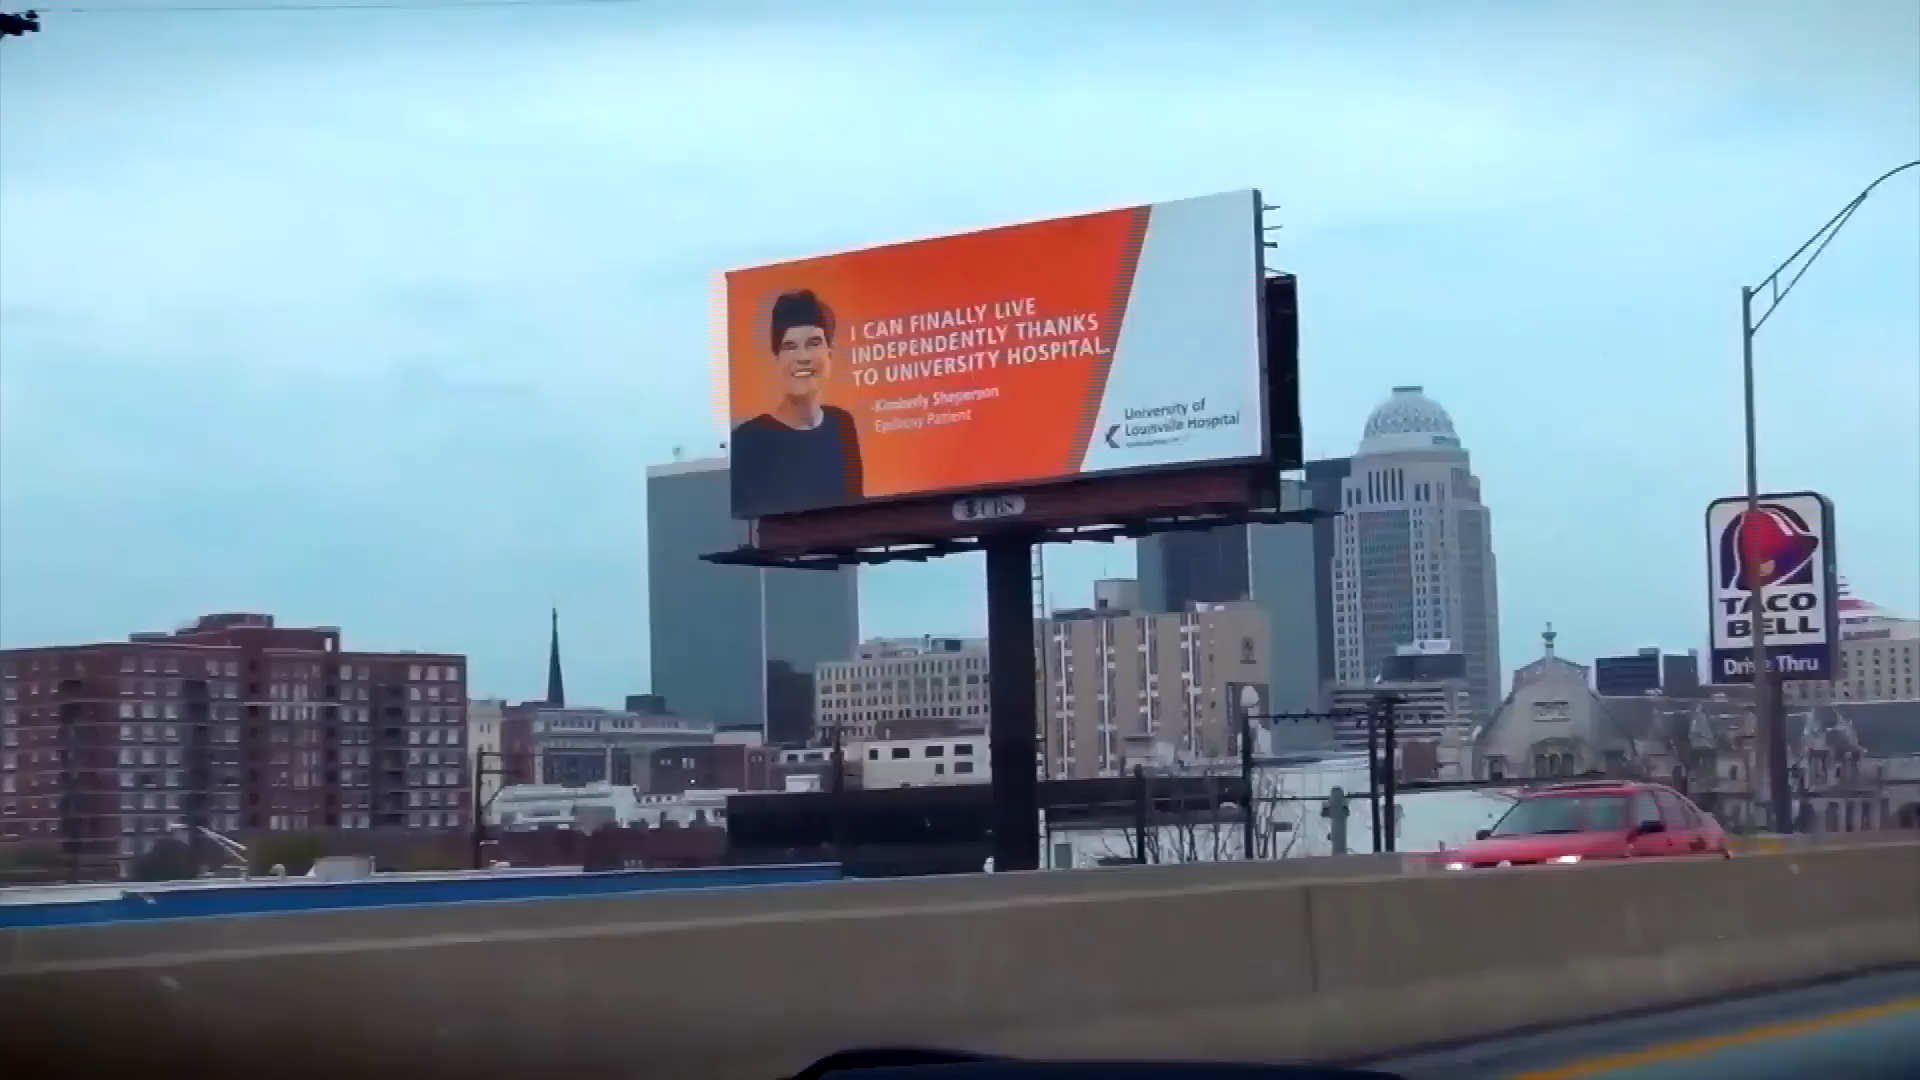 I CAN FINALLY LIVE
INDEPENDENTLY THANKS
TO UNIVERSITY HOSPITAL.
-Kimberly Sheperson
Epilepsy Patient
University of
Louisville Hospital
CBS
TACO
BELL
Drive Thru